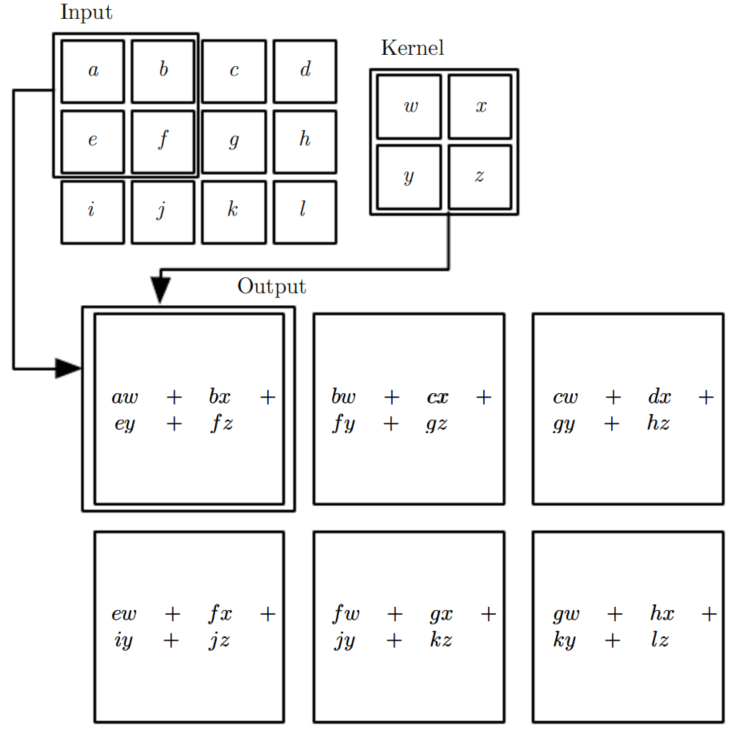 Input
Kernel
a b c d
w x
e f g h
y z
i j k l
Output
aw + bx +
ey + fz
bw + cx +
fy + gz
cw + dx +
gy + hz
ew + fx +
iy + jz
fw + gx +
jy + kz
gw + hx +
ky + lz